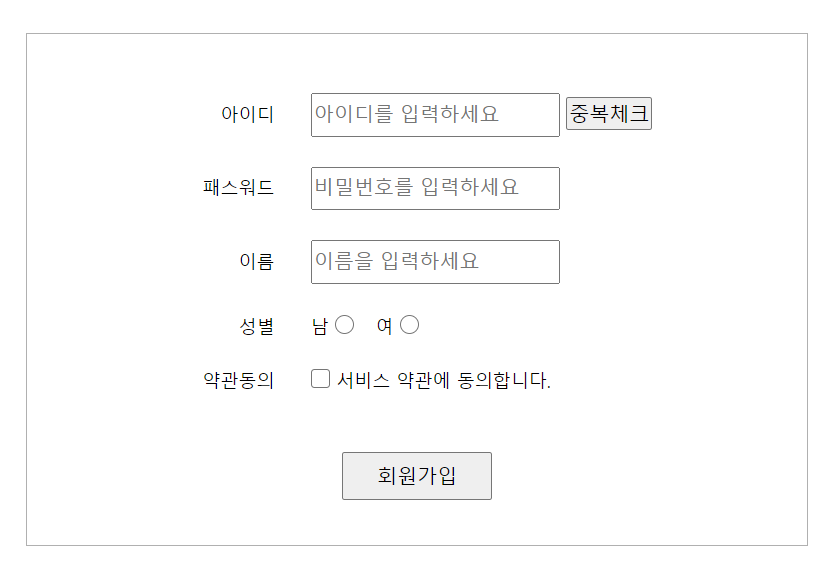 아이디 아이디를 입력하세요 중복체크
패스워드 비밀번호를 입력하세요
이름 이름을 입력하세요
성별 남 여
약관동의 서비스 약관에 동의합니다.
회원가입